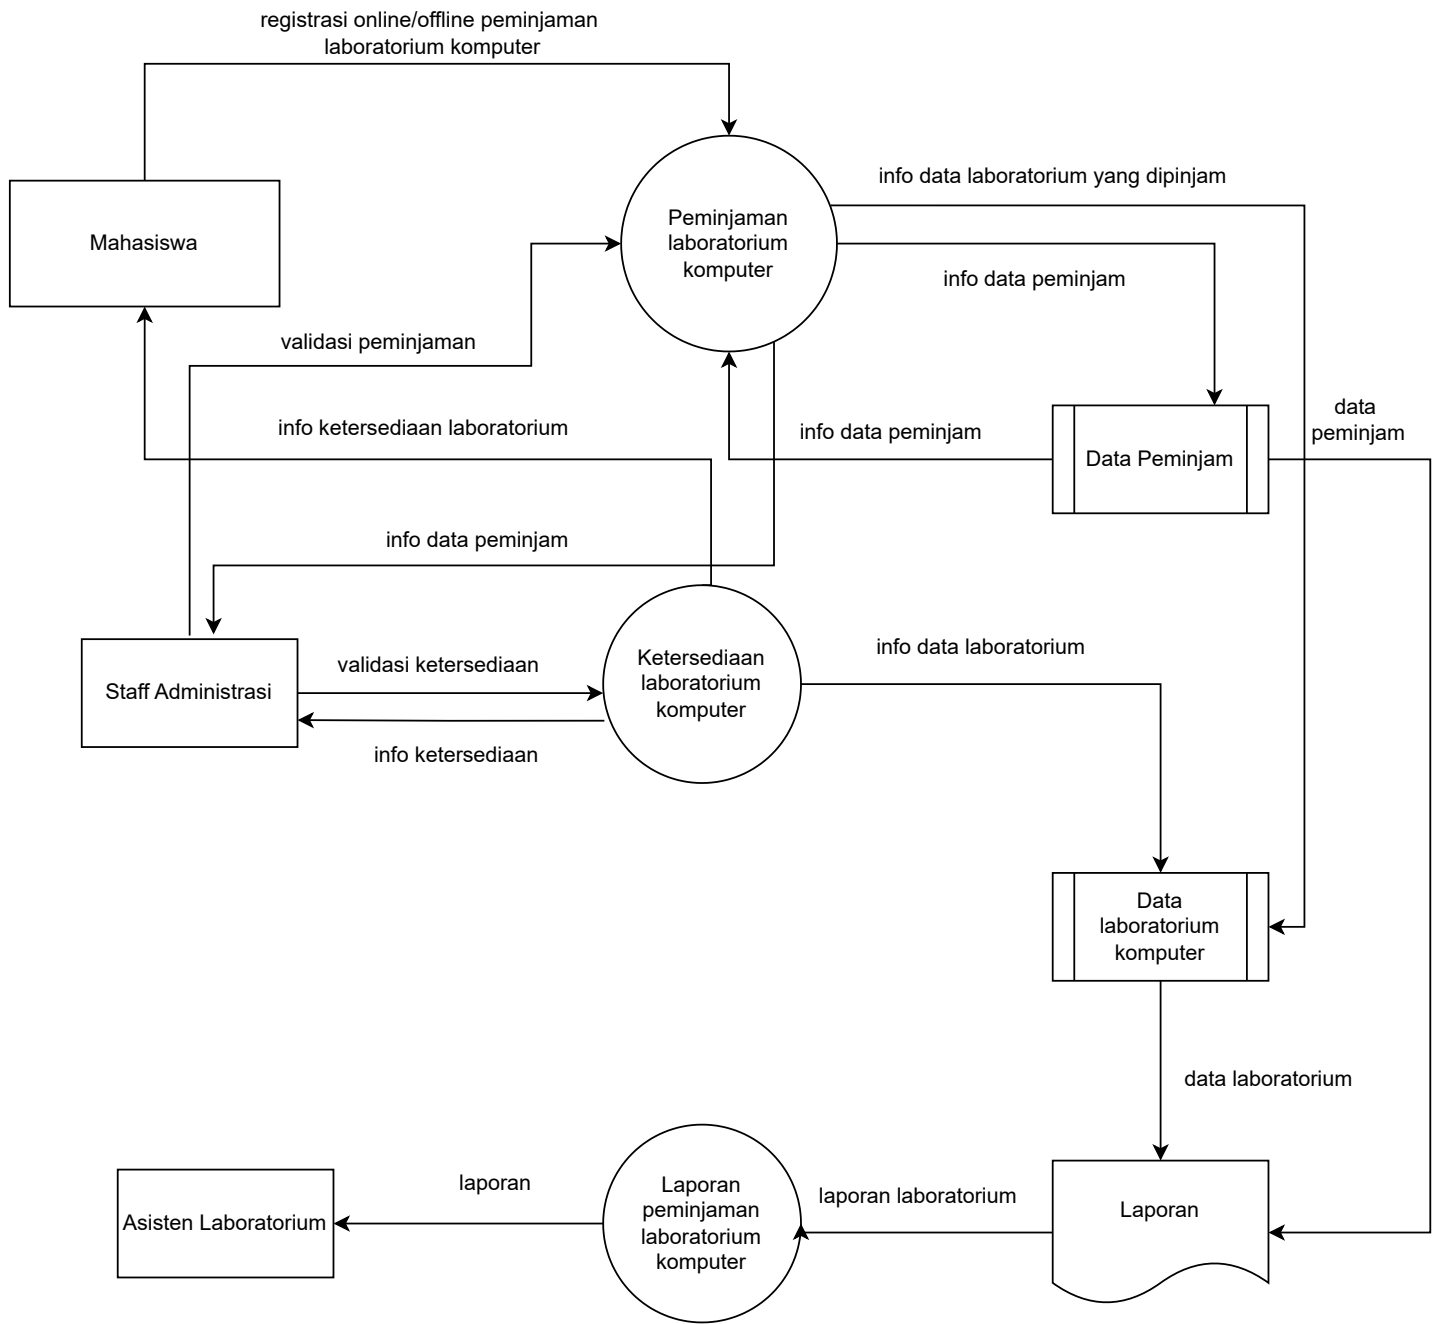 registrasi online/offline peminjaman
laboratorium komputer
Mahasiswa
Peminjaman
laboratorium
komputer
info data laboratorium yang dipinjam
info data peminjam
validasi peminjaman
info ketersediaan laboratorium
info data peminjam
data
peminjam
Data Peminjam
info data peminjam
Staff Administrasi
validasi ketersediaan
info ketersediaan
Ketersediaan
laboratorium
komputer
info data laboratorium
Data
laboratorium
komputer
data laboratorium
Asisten Laboratorium
laporan
Laporan
peminjaman
laboratorium
komputer
laporan laboratorium
Laporan